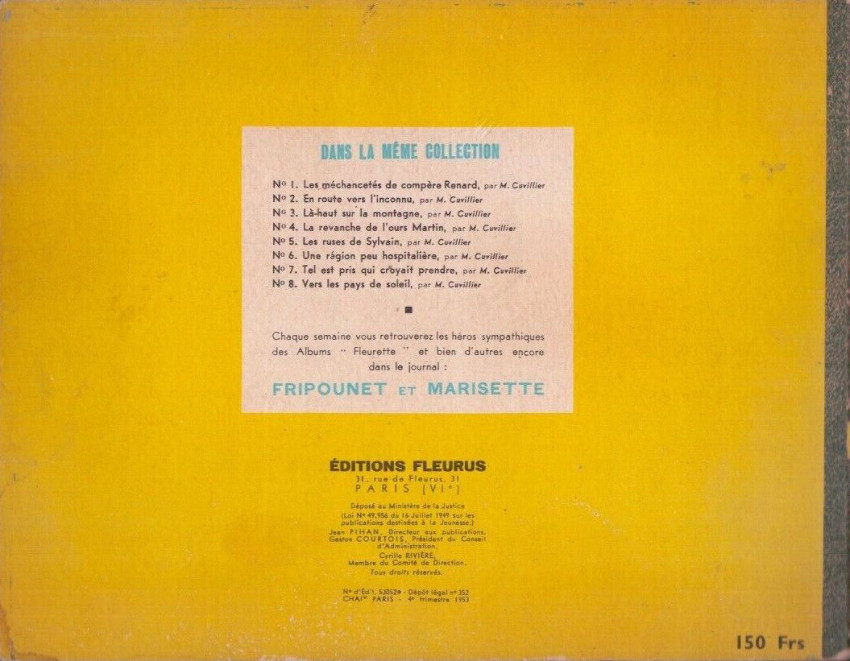 DANS LA MÊME COLLECTION
Nº 1. Les méchancetés de compère Renard, par M. Cuvillier
Nº 2. En route vers l'inconnu, par M. Cuvillier
Nº 3. Là-haut sur la montagne, par M. Cuvillier
Nº 4. La revanche de l'ours Martin, par M. Cuvillier
Nº 5. Les ruses de Sylvain, par M. Cuvillier
Nº 6. Une région peu hospitalière, par M. Cuvillier
Nº 7. Tel est pris qui croyait prendre, par M. Cuvillier
Nº 8. Vers les pays de soleil, par M. Cuvillier
Chaque semaine vous retrouverez les héros sympathiques
des Albums " Fleurette " et bien d'autres encore
dans le journal :
FRIPOUNET ET MARISETTE
ÉDITIONS FLEURUS
31, rue de Fleurus, 31
PARIS (VIe)
Déposé au Ministère de la Justice
(Loi Nº 49.956 du 16 Juillet 1949 sur les
publications destinées à la Jeunesse.)
Jean PIHAN, Directeur aux publications.
Gaston COURTOIS, Président du Conseil
d'Administration.
Cyrille RIVIÈRE,
Membre du Comité de Direction.
Tous droits réservés.
Nº d'Édit. 53052 - Dépôt légal nº 352
CHAIX PARIS - 4e trimestre 1953
150 Frs